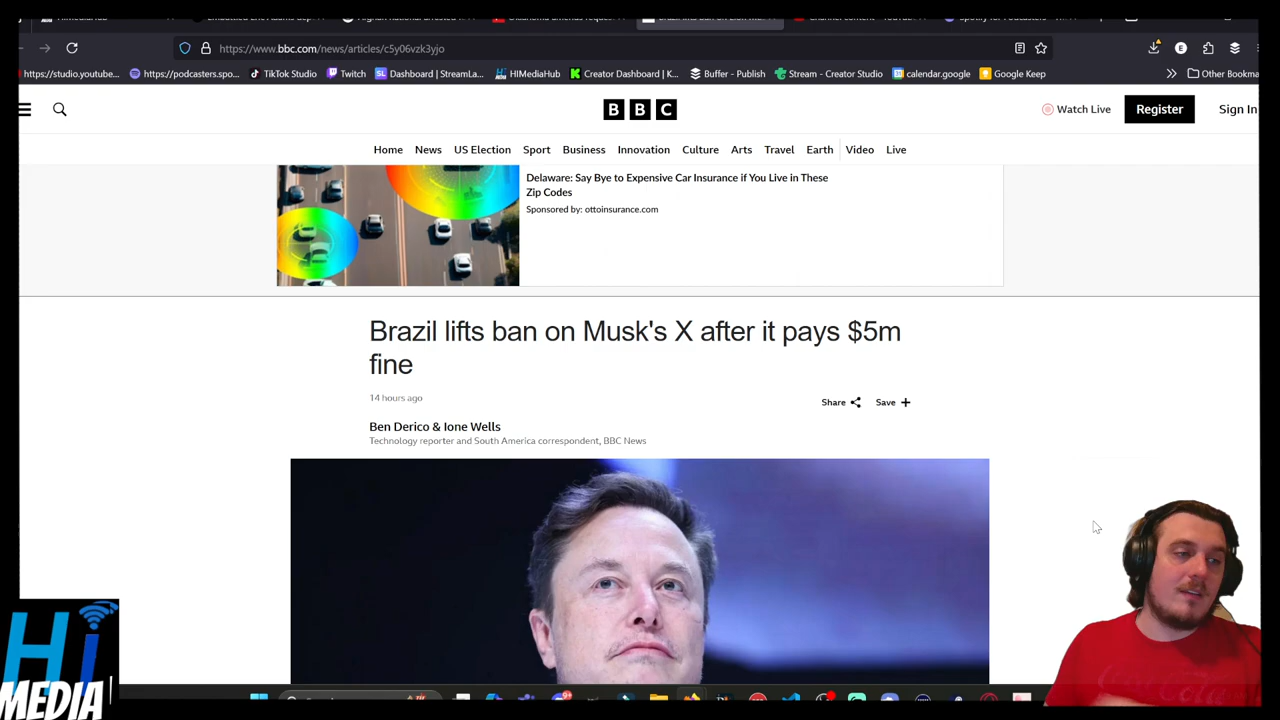 https://www.bbc.com/news/articles/c5y06vzk3yjo
https://studio.youtube... https://podcasters.spo... TikTok Studio Twitch Dashboard | StreamLa... HIMediaHub Creator Dashboard | K... Buffer - Publish Stream - Creator Studio calendar.google Google Keep Other Bookma
BBC
Watch Live Register Sign In
Home News US Election Sport Business Innovation Culture Arts Travel Earth Video Live
Delaware: Say Bye to Expensive Car Insurance if You Live in These
Zip Codes
Sponsored by: ottoinsurance.com
Brazil lifts ban on Musk's X after it pays $5m
fine
14 hours ago
Share Save
Ben Derico & Ione Wells
Technology reporter and South America correspondent, BBC News
Hi
MEDIA